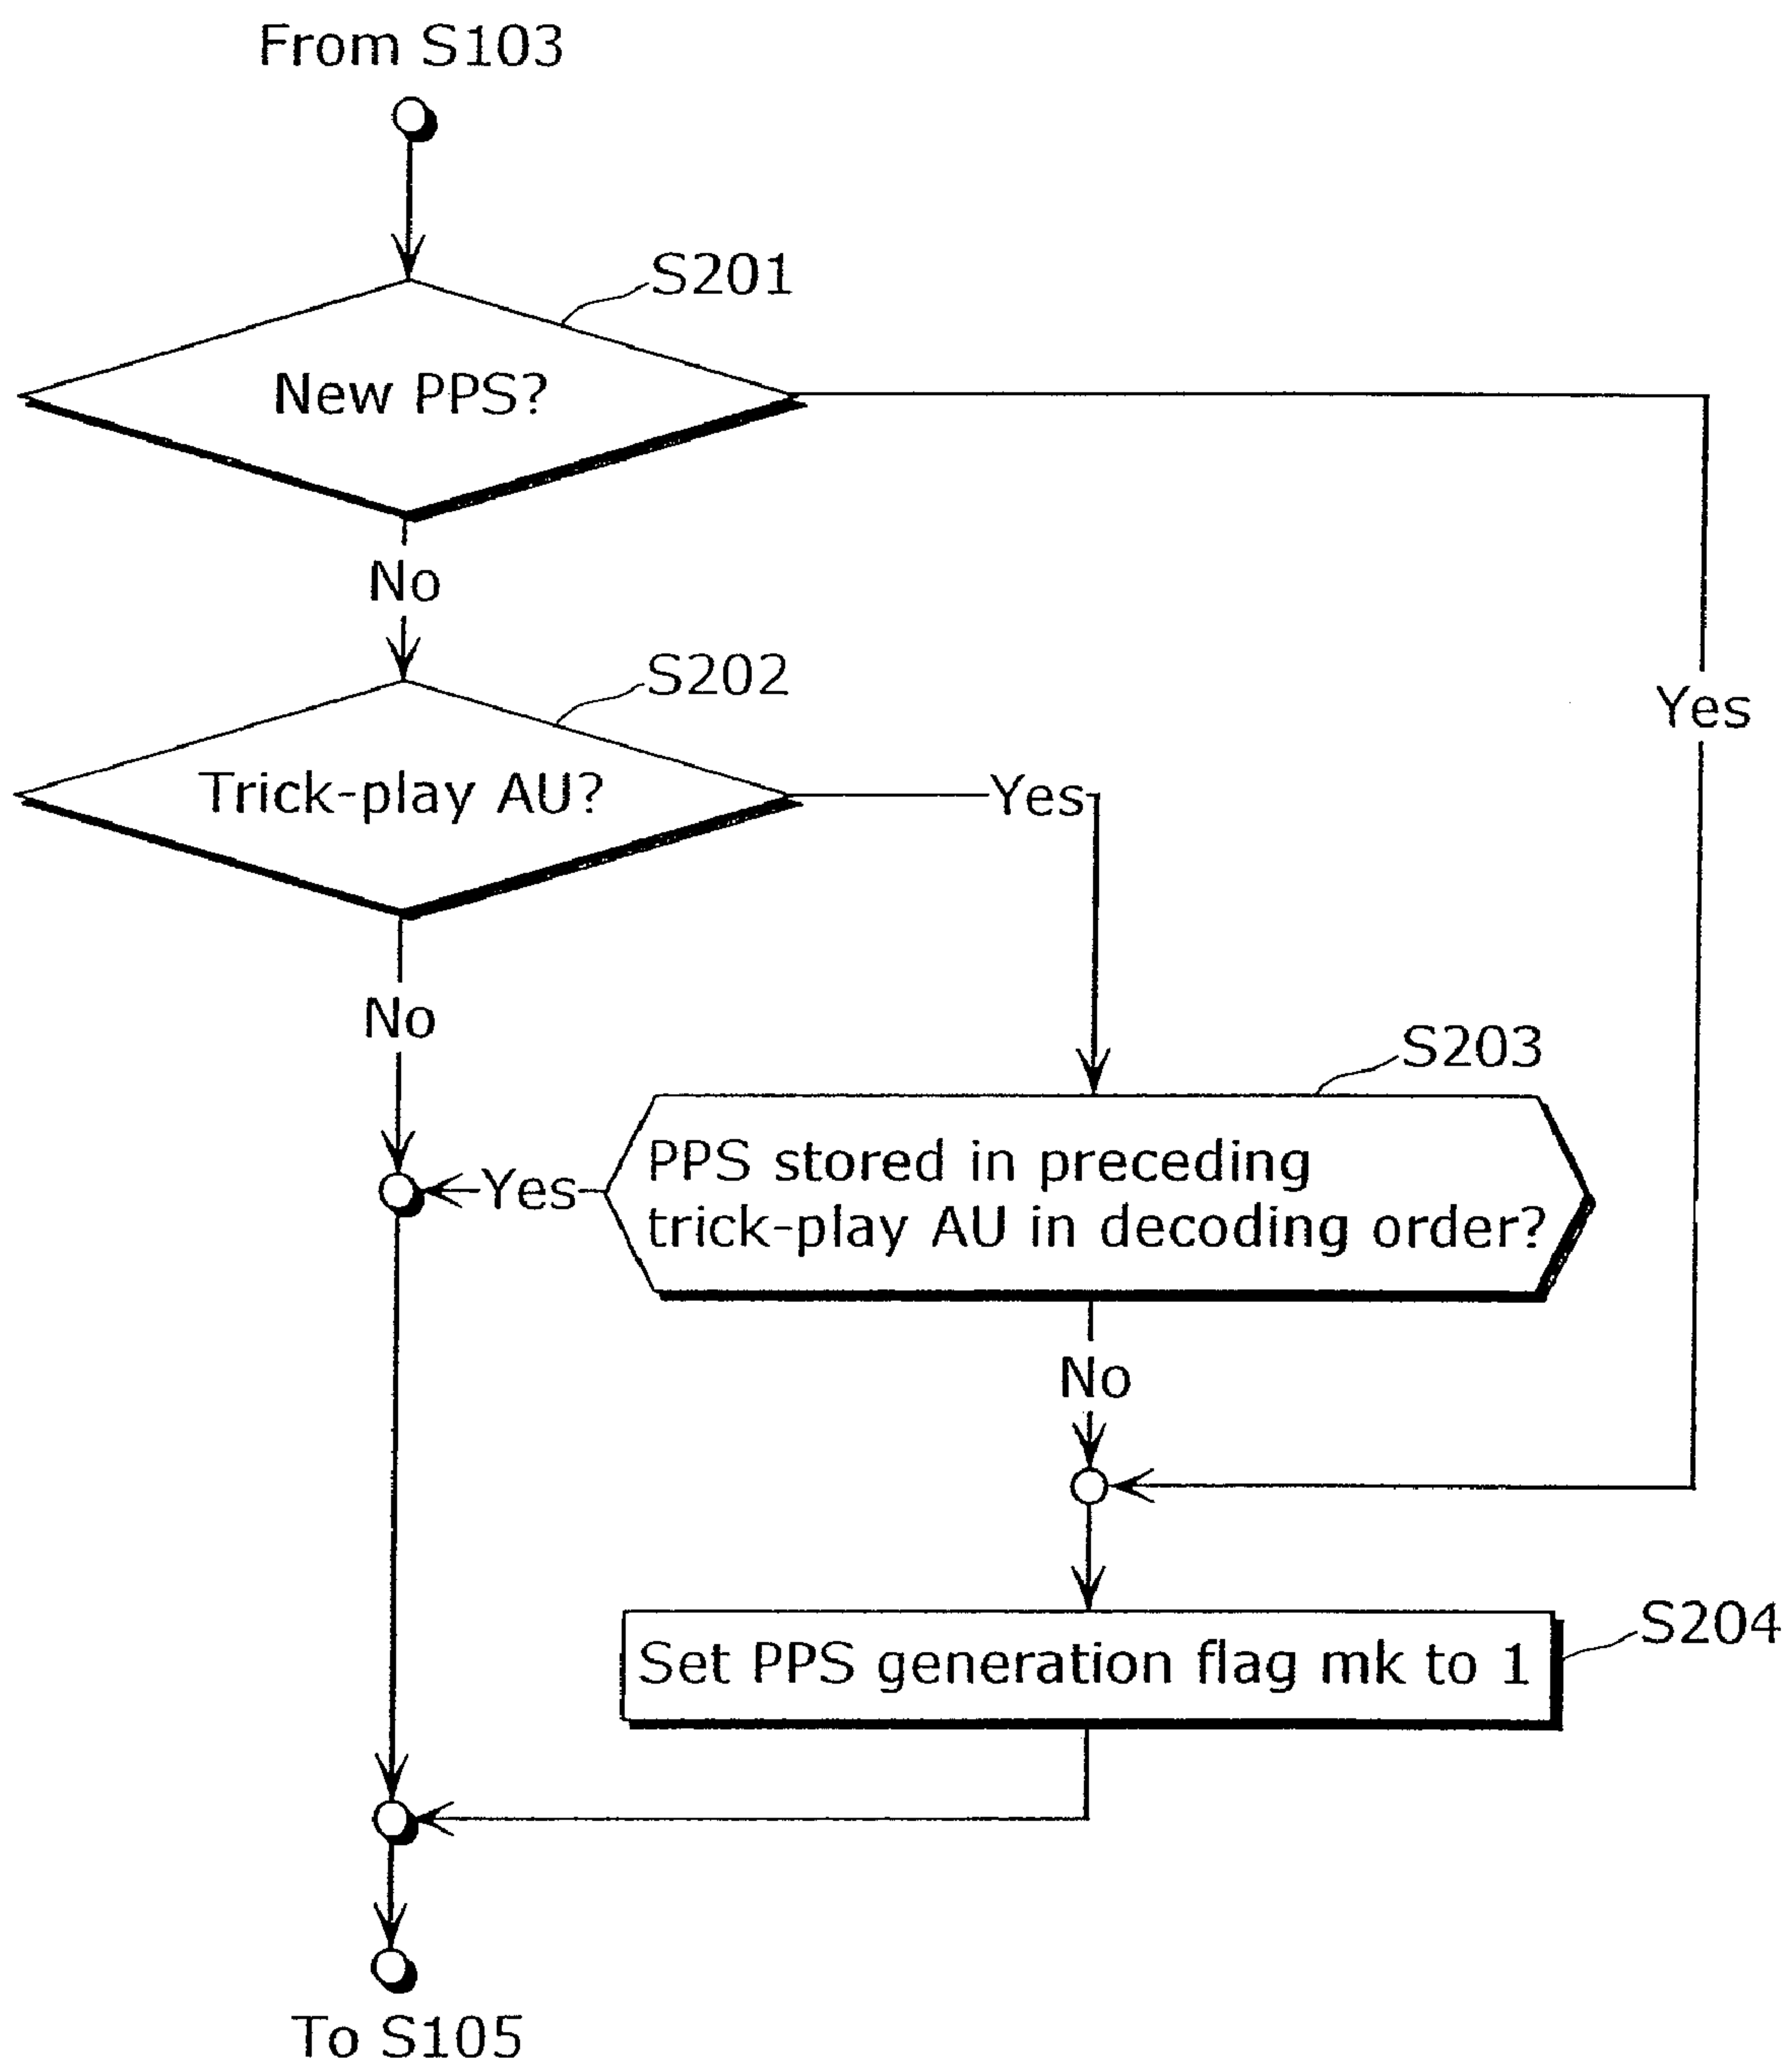 From S103
S201
New PPS?
No
S202
Yes
Trick-play AU?
Yes
No
S203
PPS stored in preceding
trick-play AU in decoding order?
Yes
No
S204
Set PPS generation flag mk to 1
To S105